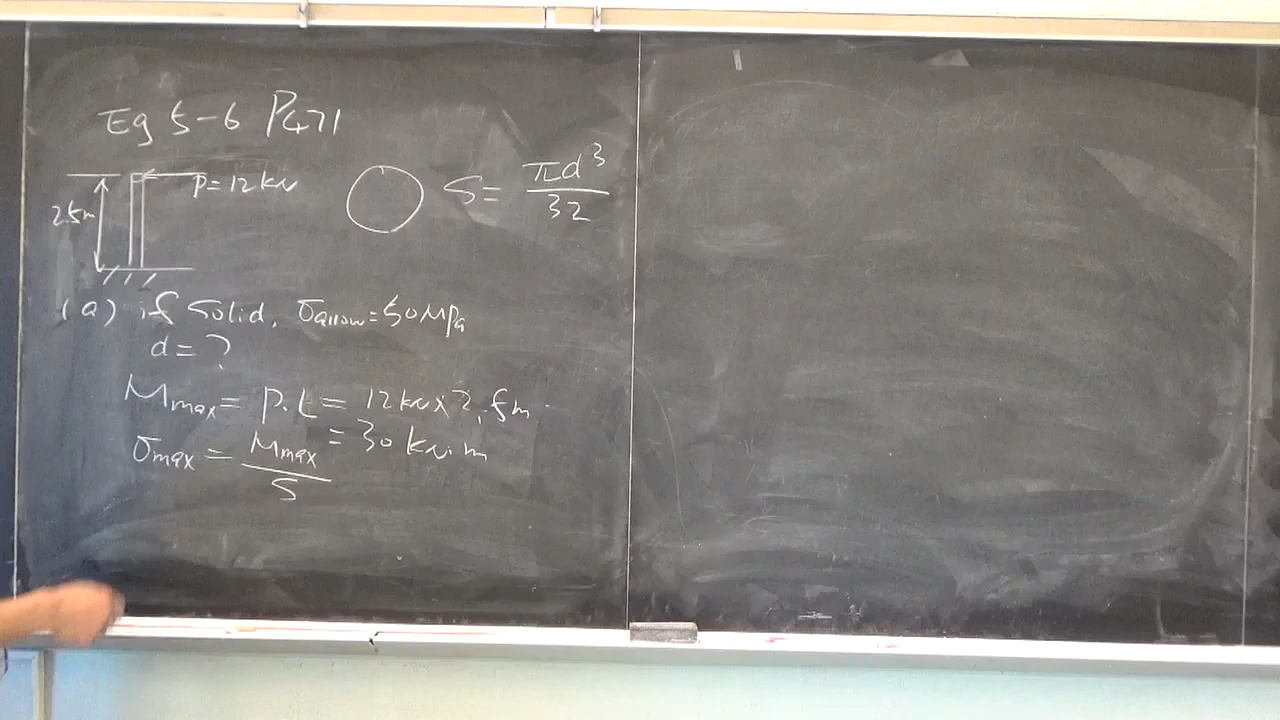 Eg 5-6 P471
P=12kN
2.5m
S= πd³/32
(a) if Solid, σallow=50MPa
d=?
Mmax= P.L= 12kN×2.5m
=30 kN.m
σmax= Mmax/S